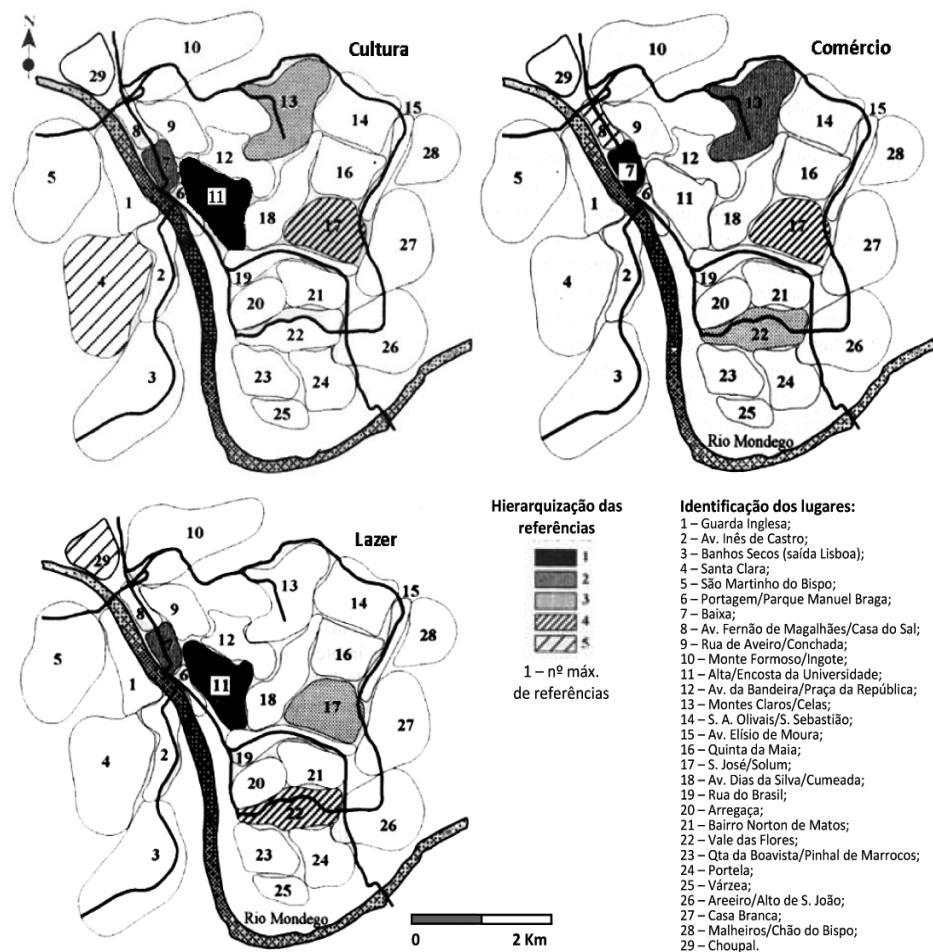 N
Cultura
10
29
13
8
9
14
15
28
12
7
5
16
6
11
1
18
17
27
4
2
19
20
21
22
26
3
23
24
25
Comércio
10
29
13
8
9
14
15
28
12
7
5
16
6
11
1
18
17
27
4
2
19
20
21
22
26
3
23
24
25
Rio Mondego
Lazer
10
29
13
8
9
14
15
28
12
7
5
16
6
11
1
18
17
27
4
2
19
20
21
22
26
3
23
24
25
Rio Mondego
Hierarquização das
referências
1
2
3
4
5
1 – nº máx.
de referências
0 2 Km
Identificação dos lugares:
1 – Guarda Inglesa;
2 – Av. Inês de Castro;
3 – Banhos Secos (saída Lisboa);
4 – Santa Clara;
5 – São Martinho do Bispo;
6 – Portagem/Parque Manuel Braga;
7 – Baixa;
8 – Av. Fernão de Magalhães/Casa do Sal;
9 – Rua de Aveiro/Conchada;
10 – Monte Formoso/Ingote;
11 – Alta/Encosta da Universidade;
12 – Av. da Bandeira/Praça da República;
13 – Montes Claros/Celas;
14 – S. A. Olivais/S. Sebastião;
15 – Av. Elísio de Moura;
16 – Quinta da Maia;
17 – S. José/Solum;
18 – Av. Dias da Silva/Cumeada;
19 – Rua do Brasil;
20 – Arregaça;
21 – Bairro Norton de Matos;
22 – Vale das Flores;
23 – Qta da Boavista/Pinhal de Marrocos;
24 – Portela;
25 – Várzea;
26 – Areeiro/Alto de S. João;
27 – Casa Branca;
28 – Malheiros/Chão do Bispo;
29 – Choupal.